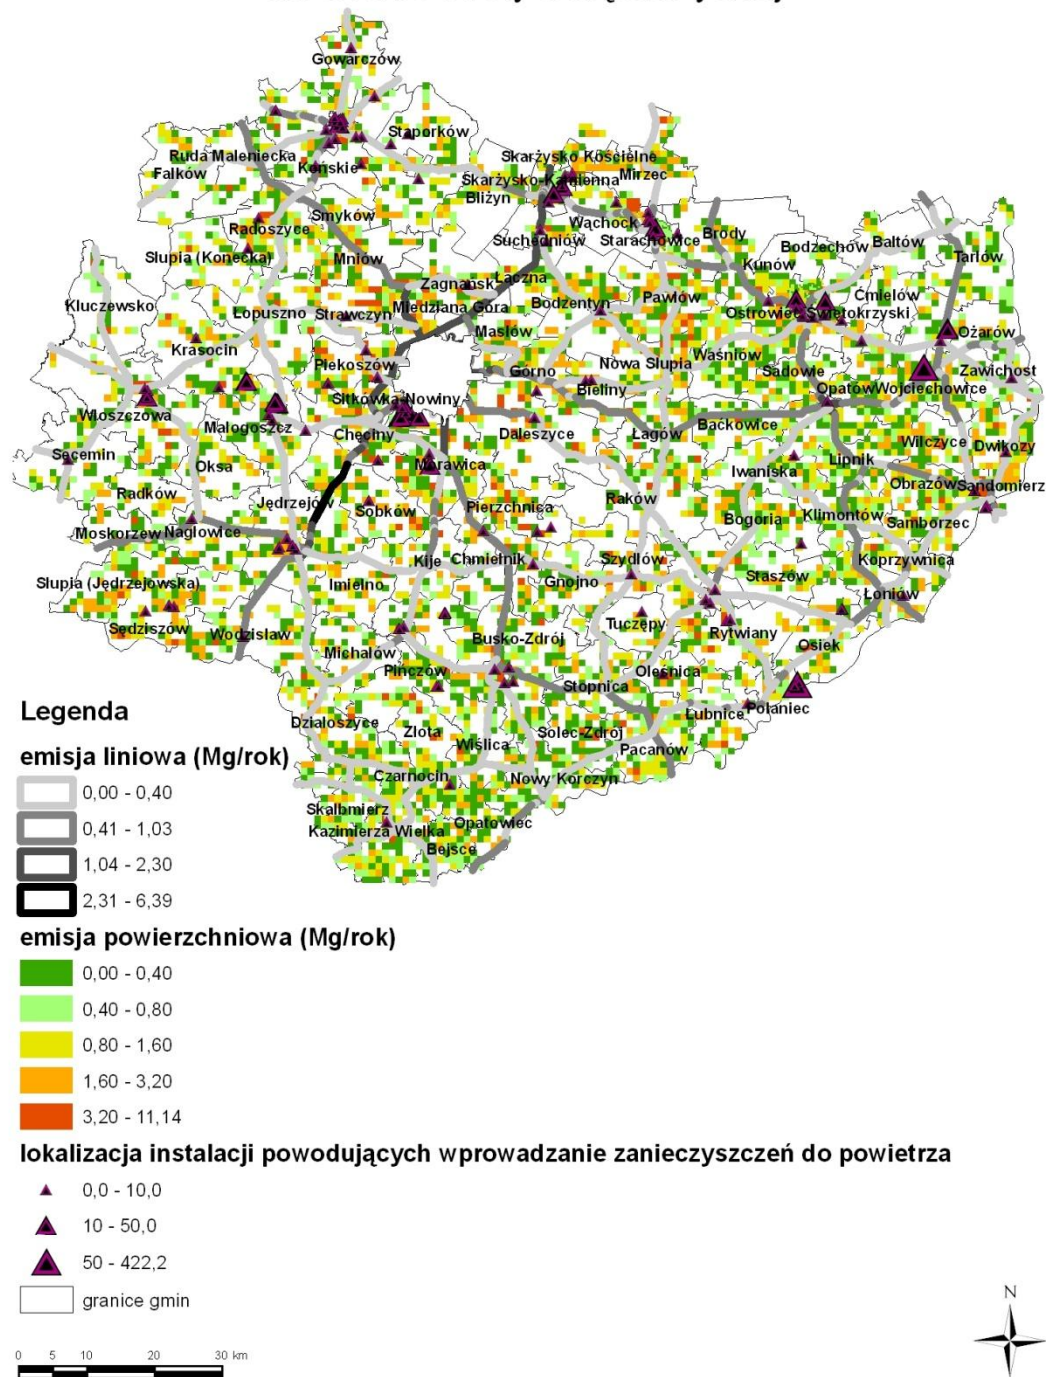 Gowarczów
Stąporków
Ruda Maleniecka
Skarżysko Kościelne
Fałków
Końskie
Skarżysko-Kamienna
Mirzec
Bliżyn
Smyków
Radoszyce
Wąchock
Suchedniów
Starachowice
Brody
Bodzechów
Bałtów
Słupia (Konecka)
Mniów
Łączna
Kunów
Tarłów
Zagnańsk
Kluczewsko
Bodzentyn
Pawłów
Ćmielów
Łopuszno
Strawczyn
Miedziana Góra
Ostrowiec Świętokrzyski
Masłów
Ożarów
Krasocin
Waśniów
Piekoszów
Nowa Słupia
Górno
Sadowie
Zawichost
Bieliny
Opatów
Wojciechowice
Sitkówka-Nowiny
Włoszczowa
Małogoszcz
Chęciny
Daleszyce
Łagów
Baćkowice
Wilczyce
Dwikozy
Secemin
Oksa
Morawica
Iwaniska
Lipnik
Obrazów
Sandomierz
Radków
Jędrzejów
Sobków
Pierzchnica
Raków
Bogoria
Klimontów
Samborzec
Moskorzew
Nagłowice
Kije
Chmielnik
Szydłów
Koprzywnica
Słupia (Jędrzejowska)
Imielno
Gnojno
Staszów
Łoniów
Sędziszów
Wodzisław
Tuczępy
Rytwiany
Busko-Zdrój
Osiek
Michałów
Pińczów
Oleśnica
Stopnica
Łubnice
Połaniec
Działoszyce
Złota
Wiślica
Solec-Zdrój
Pacanów
Czarnocin
Nowy Korczyn
Skalbmierz
Opatowiec
Kazimierza Wielka
Bejsce
Legenda
emisja liniowa (Mg/rok)
0,00 - 0,40
0,41 - 1,03
1,04 - 2,30
2,31 - 6,39
emisja powierzchniowa (Mg/rok)
0,00 - 0,40
0,40 - 0,80
0,80 - 1,60
1,60 - 3,20
3,20 - 11,14
lokalizacja instalacji powodujących wprowadzanie zanieczyszczeń do powietrza
0,0 - 10,0
10 - 50,0
50 - 422,2
granice gmin
N
0 5 10 20 30 km